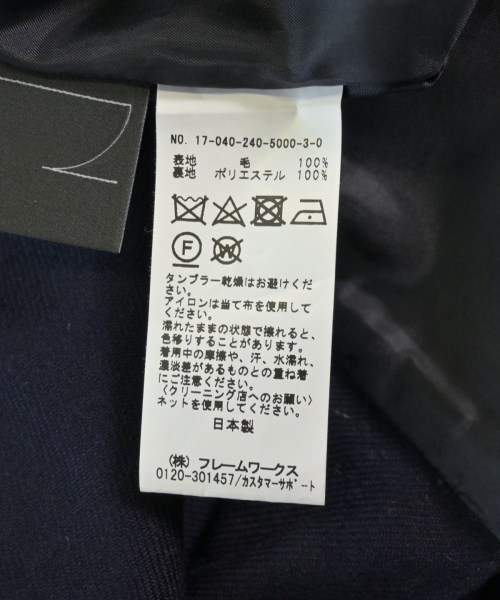 NO. 17-040-240-5000-3-0
表地 毛 100%
裏地 ポリエステル 100%
F W
タンブラー乾燥はお避けくだ
さい。
アイロンは当て布を使用して
ください。
濡れたままの状態で擦れると、
色移りすることがあります。
着用中の摩擦や、汗、水濡れ、
濃淡差があるものとの重ね着
にご注意ください。
〈クリーニング店へのお願い〉
ネットを使用してください。
日本製
(株) フレームワークス
0120-301457/カスタマーサポート